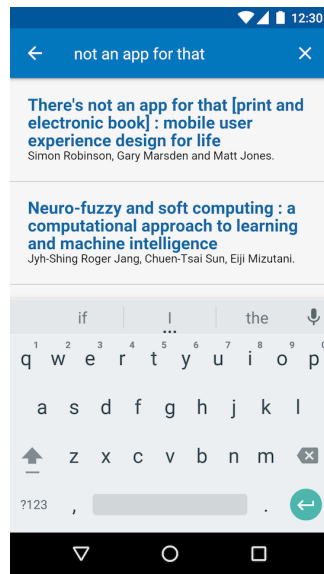 12:30
not an app for that
There's not an app for that [print and
electronic book] : mobile user
experience design for life
Simon Robinson, Gary Marsden and Matt Jones.
Neuro-fuzzy and soft computing : a
computational approach to learning
and machine intelligence
Jyh-Shing Roger Jang, Chuen-Tsai Sun, Eiji Mizutani.
if I the
1 2 3 4 5 6 7 8 9 0
q w e r t y u i o p
a s d f g h j k l
z x c v b n m
?123 , .